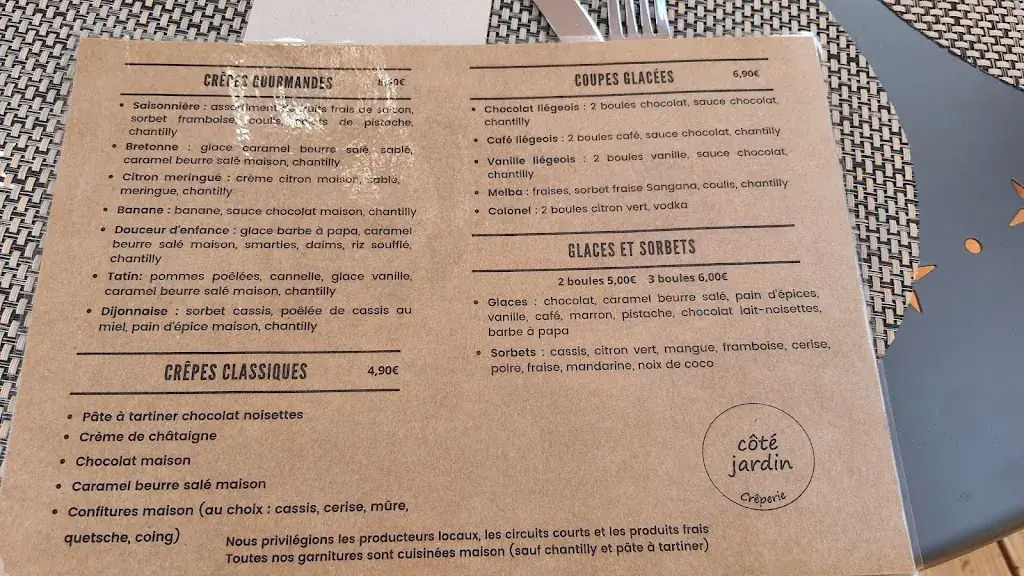 CRÊPES GOURMANDES
Saisonnière : assortiment de fruits frais de saison,
sorbet framboise, coulis, de pistache,
chantilly
Bretonne : glace caramel beurre salé, sablé,
caramel beurre salé maison, chantilly
Citron meringue : crème citron maison, sablé,
meringue, chantilly
Banane : banane, sauce chocolat maison, chantilly
Douceur d'enfance : glace barbe à papa, caramel
beurre salé maison, smarties, daims, riz soufflé,
chantilly
Tatin: pommes poêlées, cannelle, glace vanille,
caramel beurre salé maison, chantilly
Dijonnaise : sorbet cassis, poêlée de cassis au
miel, pain d'épice maison, chantilly
CRÊPES CLASSIQUES 4,90€
Pâte à tartiner chocolat noisettes
Crème de châtaigne
Chocolat maison
Caramel beurre salé maison
Confitures maison (au choix : cassis, cerise, mûre,
quetsche, coing)
COUPES GLACÉES 6,90€
Chocolat liégeois : 2 boules chocolat, sauce chocolat,
chantilly
Café liégeois : 2 boules café, sauce chocolat, chantilly
Vanille liégeois : 2 boules vanille, sauce chocolat,
chantilly
Melba : fraises, sorbet fraise Sangana, coulis, chantilly
Colonel : 2 boules citron vert, vodka
GLACES ET SORBETS
2 boules 5,00€ 3 boules 6,00€
Glaces : chocolat, caramel beurre salé, pain d'épices,
vanille, café, marron, pistache, chocolat lait-noisettes,
barbe à papa
Sorbets : cassis, citron vert, mangue, framboise, cerise,
poire, fraise, mandarine, noix de coco
côté
jardin
Crêperie
Nous privilégions les producteurs locaux, les circuits courts et les produits frais
Toutes nos garnitures sont cuisinées maison (sauf chantilly et pâte à tartiner)